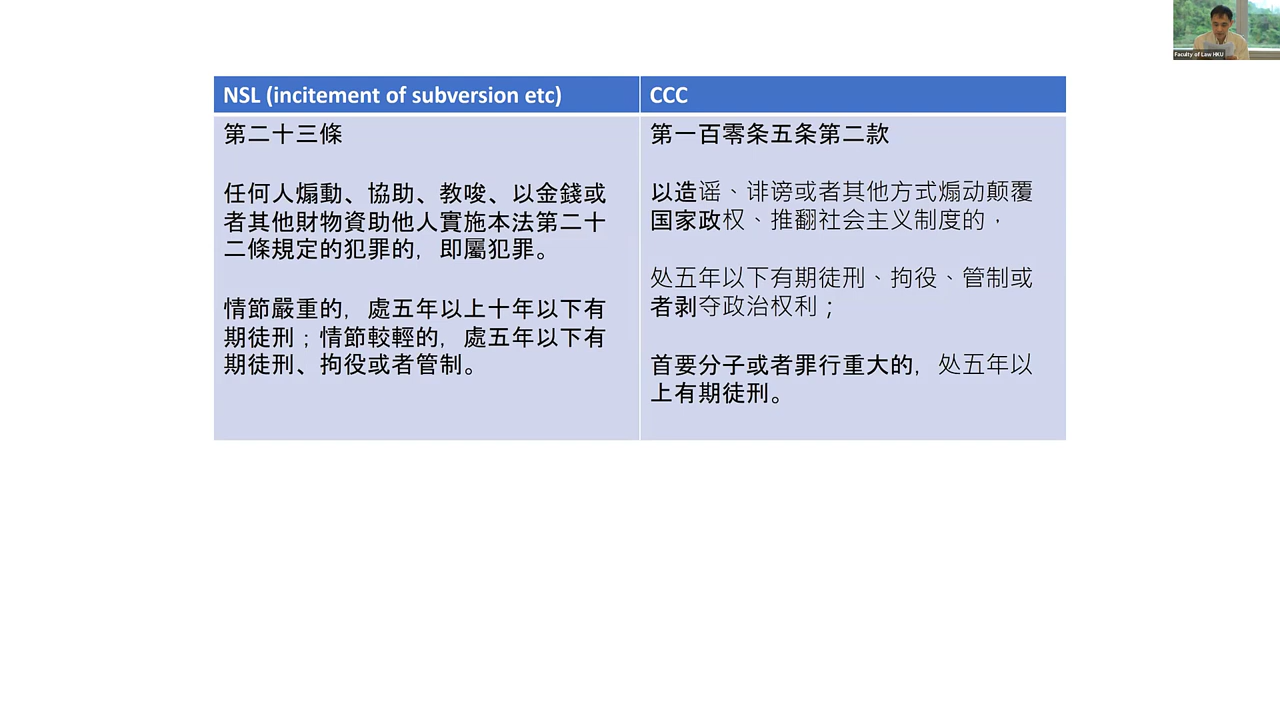 Faculty of Law HKU
NSL (incitement of subversion etc)
第二十三條
任何人煽動、協助、教唆、以金錢或
者其他財物資助他人實施本法第二十
二條規定的犯罪的, 即屬犯罪。
情節嚴重的, 處五年以上十年以下有
期徒刑；情節較輕的, 處五年以下有
期徒刑、拘役或者管制。
CCC
第一百零条五条第二款
以造谣、诽谤或者其他方式煽动颠覆
国家政权、推翻社会主义制度的，
处五年以下有期徒刑、拘役、管制或
者剥夺政治权利；
首要分子或者罪行重大的, 处五年以
上有期徒刑。